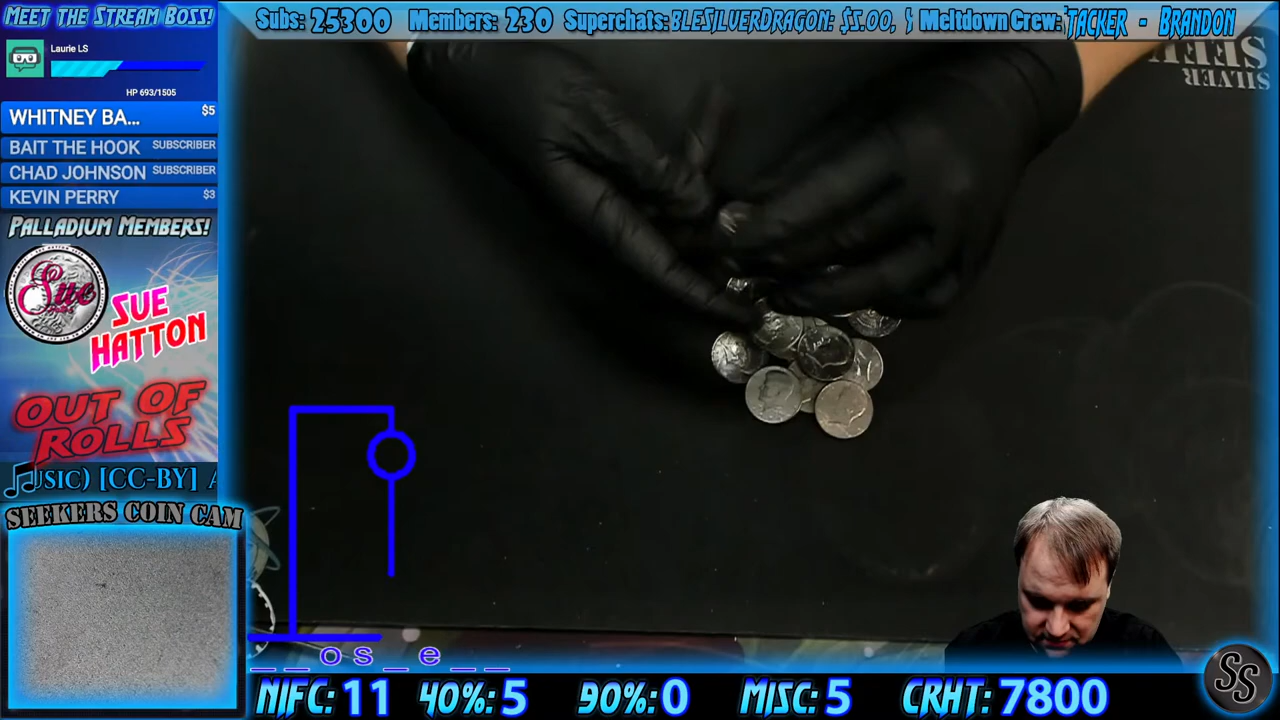 MEET THE STREAM BOSS!
Laurie LS
HP 693/1505
WHITNEY BA... $5
BAIT THE HOOK SUBSCRIBER
CHAD JOHNSON SUBSCRIBER
KEVIN PERRY $3
PALLADIUM MEMBERS!
Sue
SUE
HATTON
OUT OF
ROLLS
USIC) [CC-BY] A
SEEKERS COIN CAM
SUBS: 25300 MEMBERS: 230 SUPERCHATS: BLESILVERDRAGON: $5.00, MELTDOWN CREW: TACKER - BRANDON
SILVER
SEEK
_ _ o s _ e _ _
NIFC: 11 40%: 5 90%: 0 MISC: 5 CRHT: 7800
SS